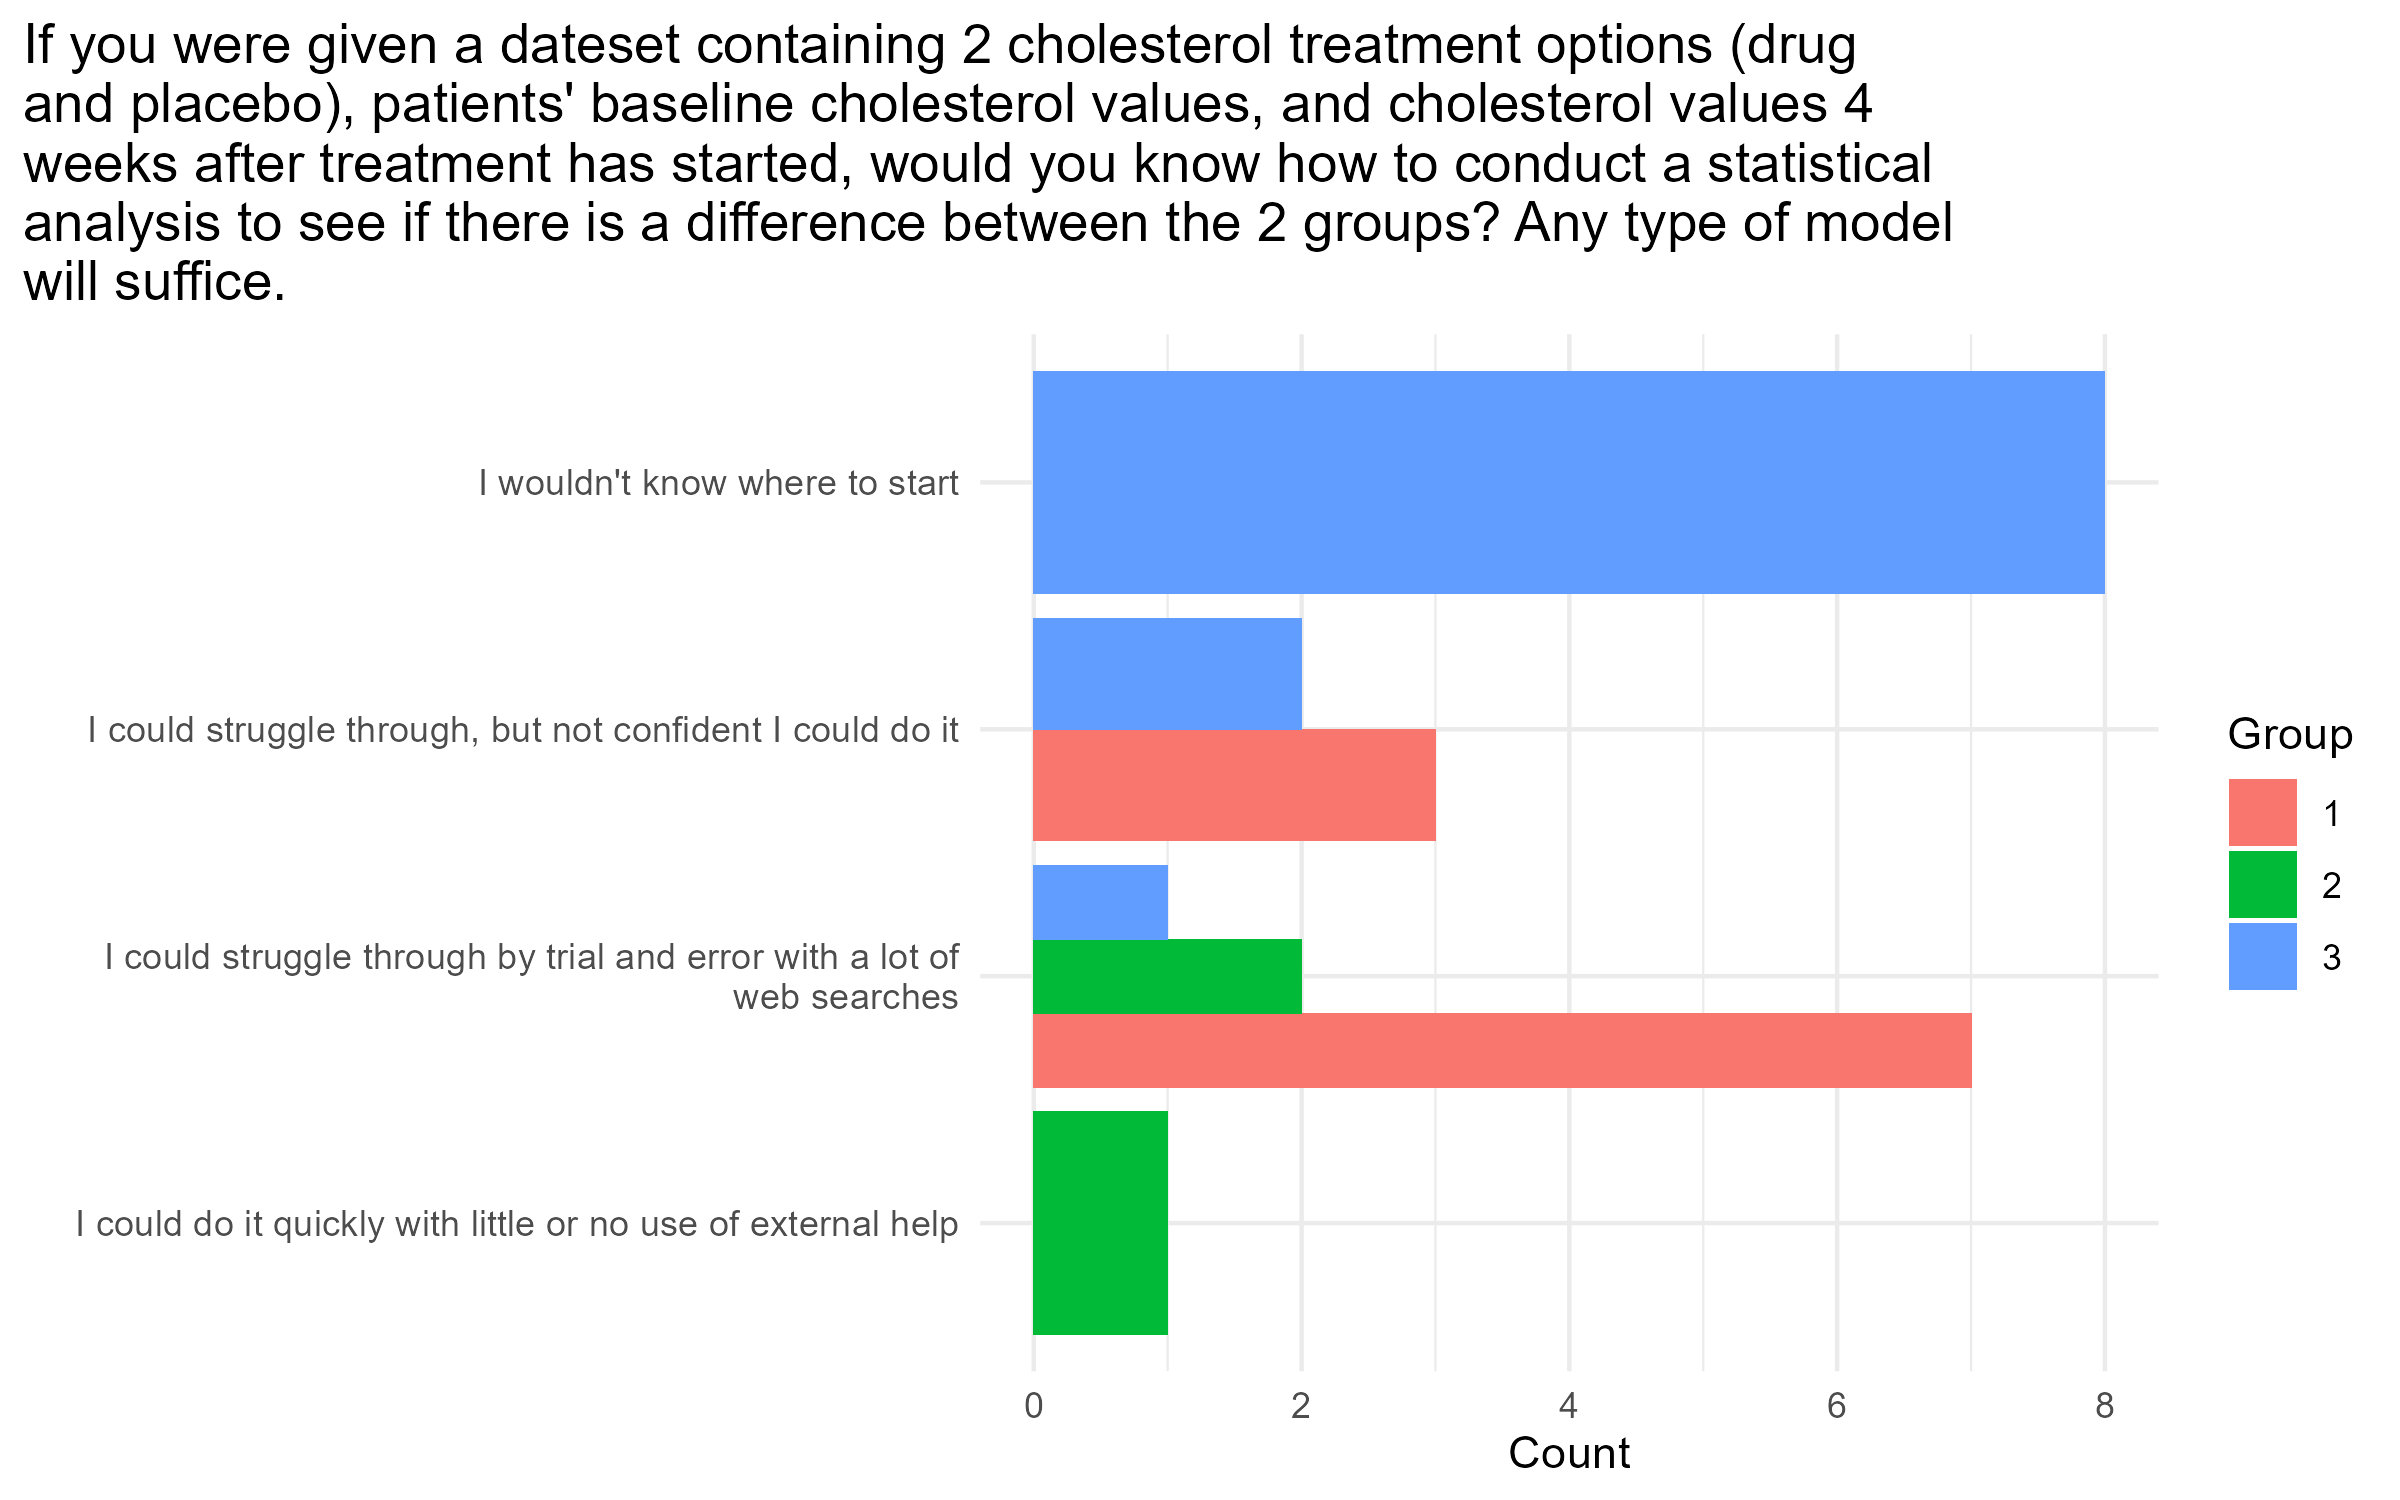 If you were given a dateset containing 2 cholesterol treatment options (drug
and placebo), patients' baseline cholesterol values, and cholesterol values 4
weeks after treatment has started, would you know how to conduct a statistical
analysis to see if there is a difference between the 2 groups? Any type of model
will suffice.
I wouldn't know where to start
I could struggle through, but not confident I could do it
I could struggle through by trial and error with a lot of
web searches
I could do it quickly with little or no use of external help
0 2 4 6 8
Count
Group
1
2
3